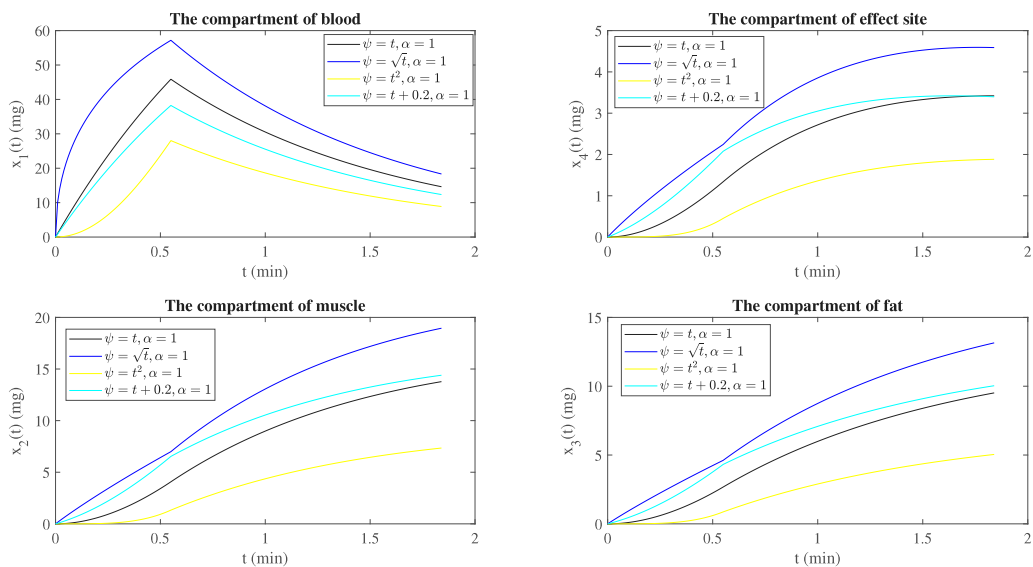 The compartment of blood
60
50
40
30
20
10
0
x₁(t) (mg)
ψ = t, α = 1
ψ = √t, α = 1
ψ = t², α = 1
ψ = t + 0.2, α = 1
0 0.5 1 1.5 2
t (min)
The compartment of effect site
5
4
3
2
1
0
x₄(t) (mg)
ψ = t, α = 1
ψ = √t, α = 1
ψ = t², α = 1
ψ = t + 0.2, α = 1
0 0.5 1 1.5 2
t (min)
The compartment of muscle
20
15
10
5
0
x₂(t) (mg)
ψ = t, α = 1
ψ = √t, α = 1
ψ = t², α = 1
ψ = t + 0.2, α = 1
0 0.5 1 1.5 2
t (min)
The compartment of fat
15
10
5
0
x₃(t) (mg)
ψ = t, α = 1
ψ = √t, α = 1
ψ = t², α = 1
ψ = t + 0.2, α = 1
0 0.5 1 1.5 2
t (min)